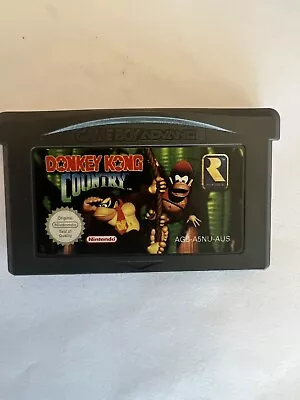 GAME BOY ADVANCE
DONKEY KONG
COUNTRY
Original
Nintendo
Seal of
Quality
Nintendo
AGB-A5NU-AUS